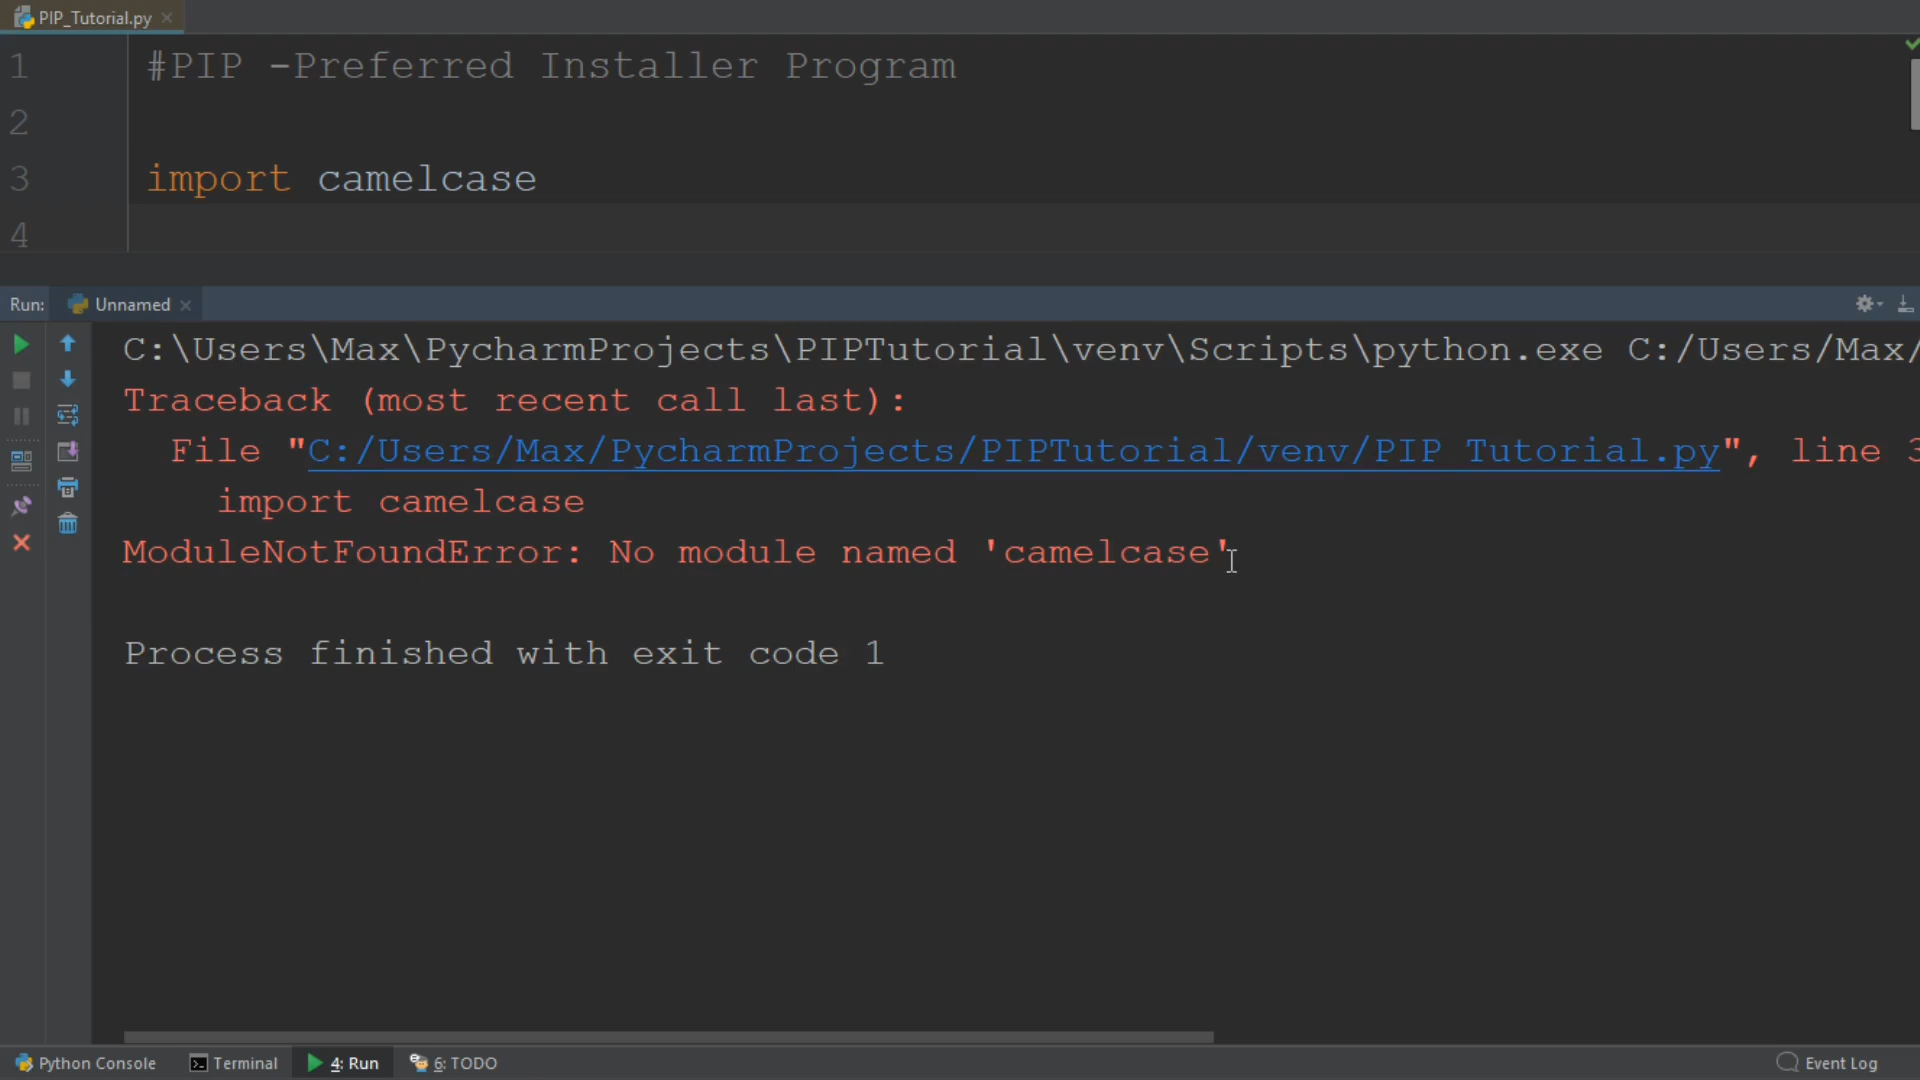 PIP_Tutorial.py
1 #PIP -Preferred Installer Program
2
3 import camelcase
4
Run: Unnamed
C:\Users\Max\PycharmProjects\PIPTutorial\venv\Scripts\python.exe C:/Users/Max/
Traceback (most recent call last):
File "C:/Users/Max/PycharmProjects/PIPTutorial/venv/PIP_Tutorial.py", line 3
import camelcase
ModuleNotFoundError: No module named 'camelcase'
Process finished with exit code 1
Python Console Terminal 4: Run 6: TODO Event Log